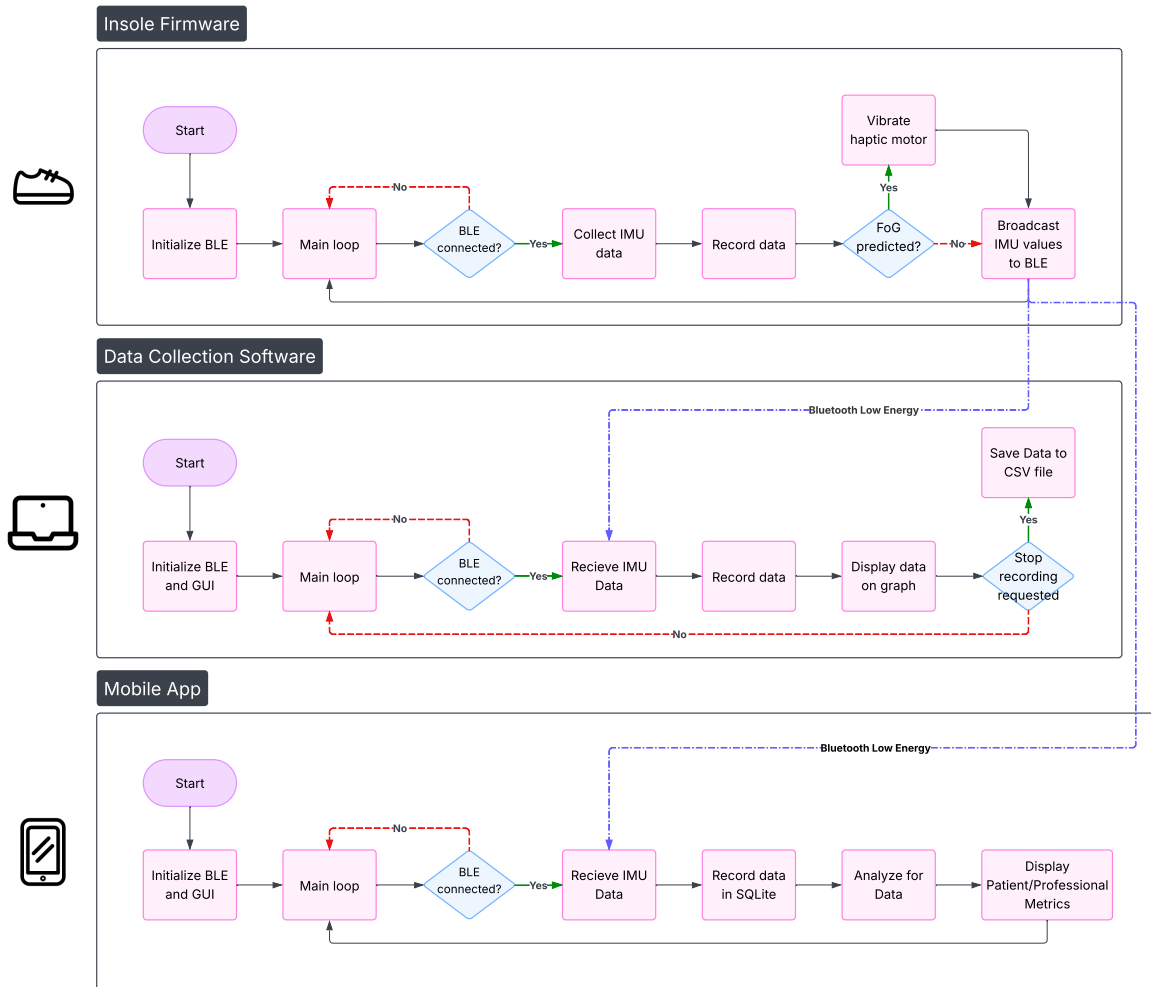 Insole Firmware
Start
Vibrate
haptic motor
Yes
No
Initialize BLE
Main loop
BLE
connected?
Yes
Collect IMU
data
Record data
FoG
predicted?
No
Broadcast
IMU values
to BLE
Data Collection Software
Bluetooth Low Energy
Start
Save Data to
CSV file
Yes
No
Initialize BLE
and GUI
Main loop
BLE
connected?
Yes
Recieve IMU
Data
Record data
Display data
on graph
Stop
recording
requested
No
Mobile App
Bluetooth Low Energy
Start
No
Initialize BLE
and GUI
Main loop
BLE
connected?
Yes
Recieve IMU
Data
Record data
in SQLite
Analyze for
Data
Display
Patient/Professional
Metrics